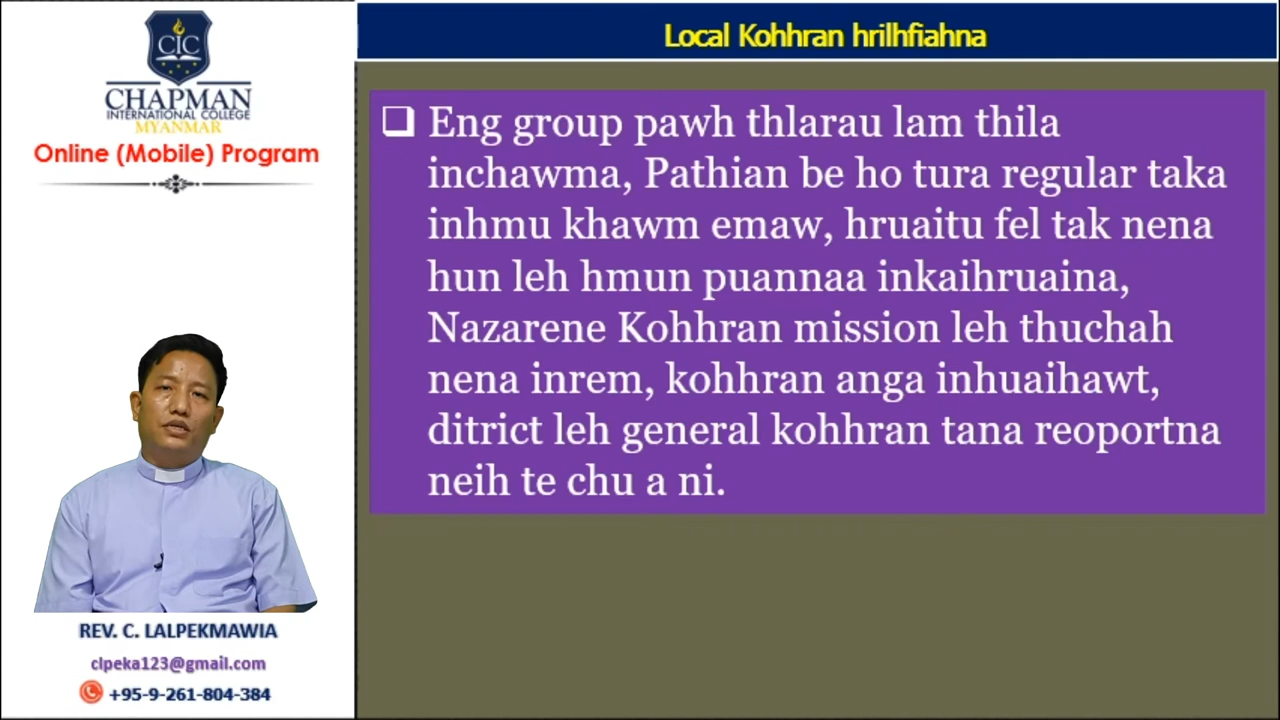 CIC
CHAPMAN
INTERNATIONAL COLLEGE
MYANMAR
Online (Mobile) Program
REV. C. LALPEKMAWIA
clpeka123@gmail.com
+95-9-261-804-384
Local Kohhran hrilhfiahna
Eng group pawh thlarau lam thila
inchawma, Pathian be ho tura regular taka
inhmu khawm emaw, hruaitu fel tak nena
hun leh hmun puannaa inkaihruaina,
Nazarene Kohhran mission leh thuchah
nena inrem, kohhran anga inhuaihawt,
ditrict leh general kohhran tana reoportna
neih te chu a ni.